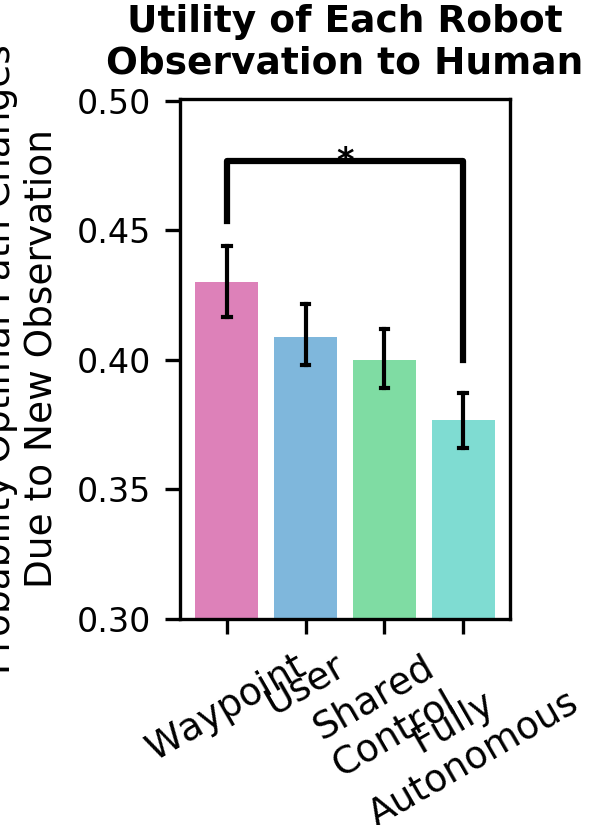 Utility of Each Robot
Observation to Human
Probability Optimal Path Changes
Due to New Observation
0.50
0.45
0.40
0.35
0.30
*
Waypoint
User
Shared
Control
Fully
Autonomous